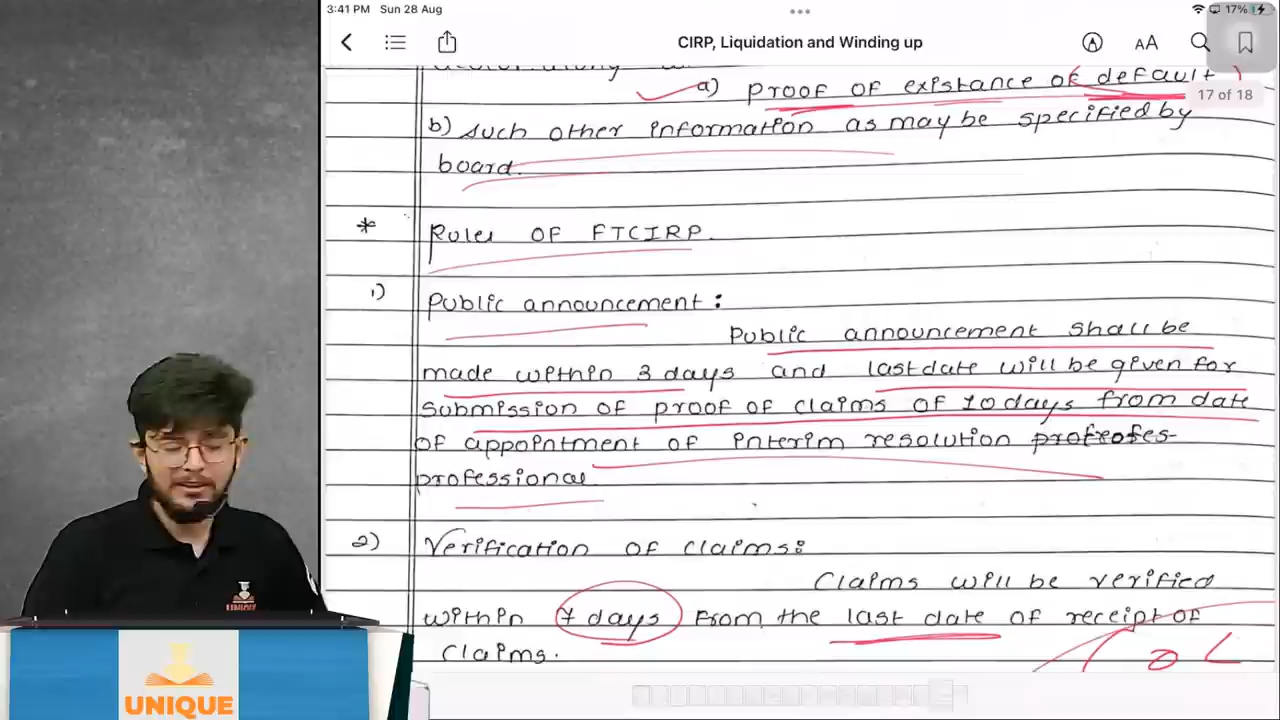 3:41 PM Sun 28 Aug
17%
CIRP, Liquidation and Winding up
AA
17 of 18
a) Proof of existance of default
b) Such other information as may be specified by
board.
* Rules OF FTCIRP.
1) Public announcement:
Public announcement shall be
made within 3 days and last date will be given for
submission of proof of claims of 10 days from date
of appointment of interim resolution profrofes-
professional
2) Verification of claims:
Claims will be verified
within 7 days from the last date of receipt of
claims.
UNIQUE
UNIQUE